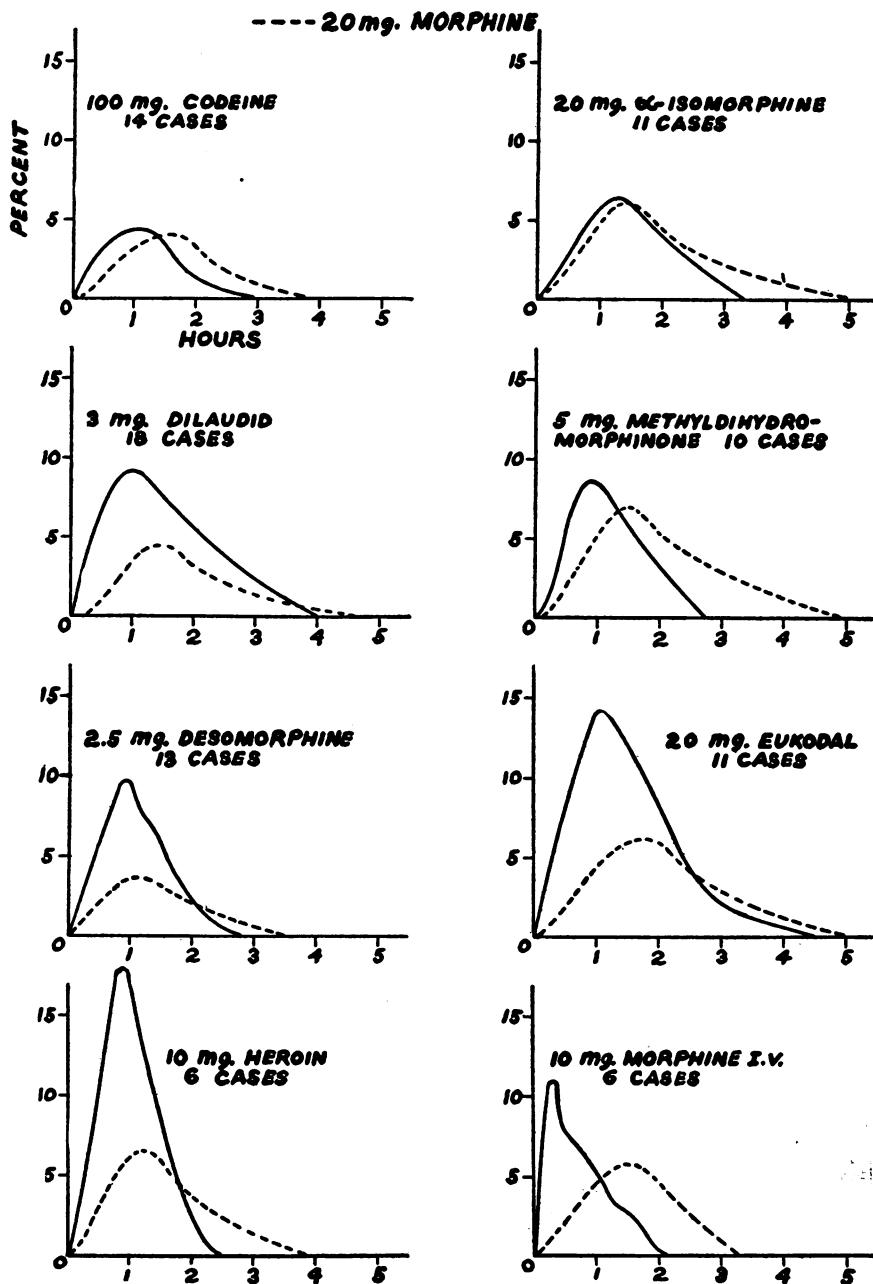 ---- 20 mg. MORPHINE
15
100 mg. CODEINE
14 CASES
10
PERCENT
5
0
1 2 3 4 5
HOURS
15
20 mg. α-ISOMORPHINE
11 CASES
10
5
0
1 2 3 4 5
15
3 mg. DILAUDID
18 CASES
10
5
0
1 2 3 4 5
15
5 mg. METHYLDIHYDRO-
MORPHINONE 10 CASES
10
5
0
1 2 3 4 5
15
2.5 mg. DESOMORPHINE
13 CASES
10
5
0
1 2 3 4 5
15
20 mg. EUKODAL
11 CASES
10
5
0
1 2 3 4 5
15
10 mg. HEROIN
6 CASES
10
5
0
1 2 3 4 5
15
10 mg. MORPHINE I.V.
6 CASES
10
5
0
1 2 3 4 5